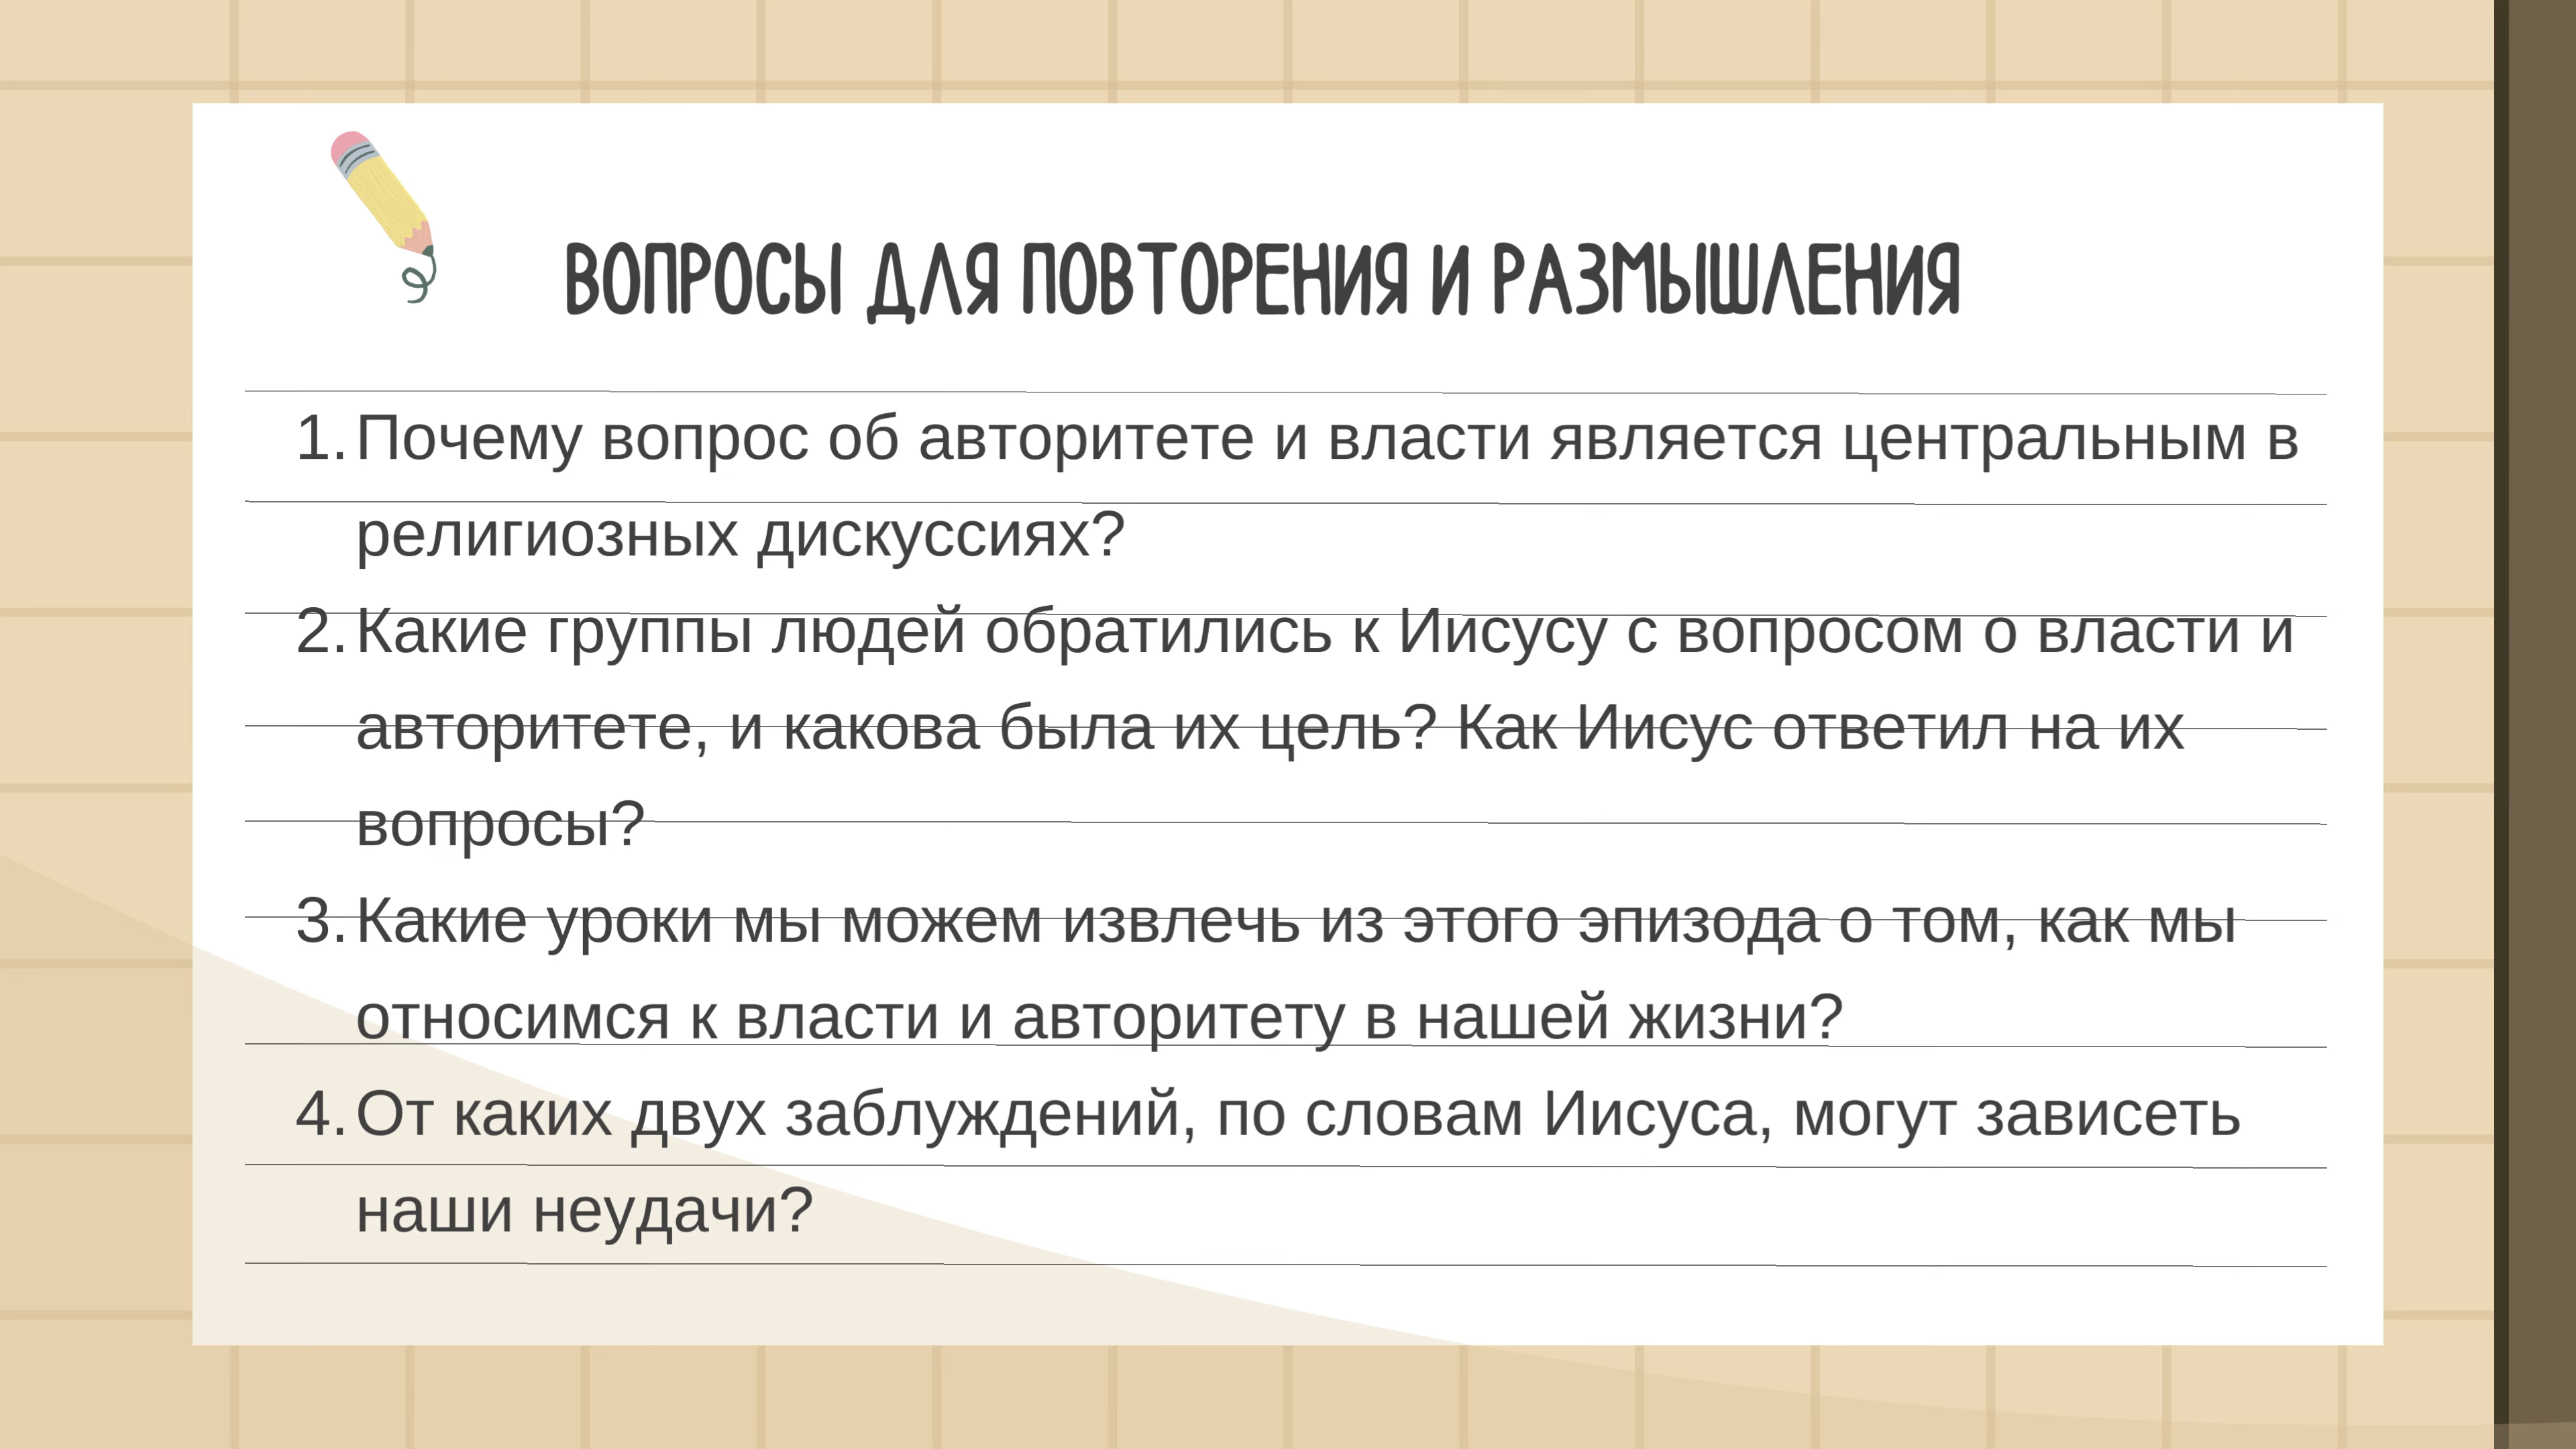 ВОПРОСЫ ДЛЯ ПОВТОРЕНИЯ И РАЗМЫШЛЕНИЯ
1. Почему вопрос об авторитете и власти является центральным в
религиозных дискуссиях?
2. Какие группы людей обратились к Иисусу с вопросом о власти и
авторитете, и какова была их цель? Как Иисус ответил на их
вопросы?
3. Какие уроки мы можем извлечь из этого эпизода о том, как мы
относимся к власти и авторитету в нашей жизни?
4. От каких двух заблуждений, по словам Иисуса, могут зависеть
наши неудачи?